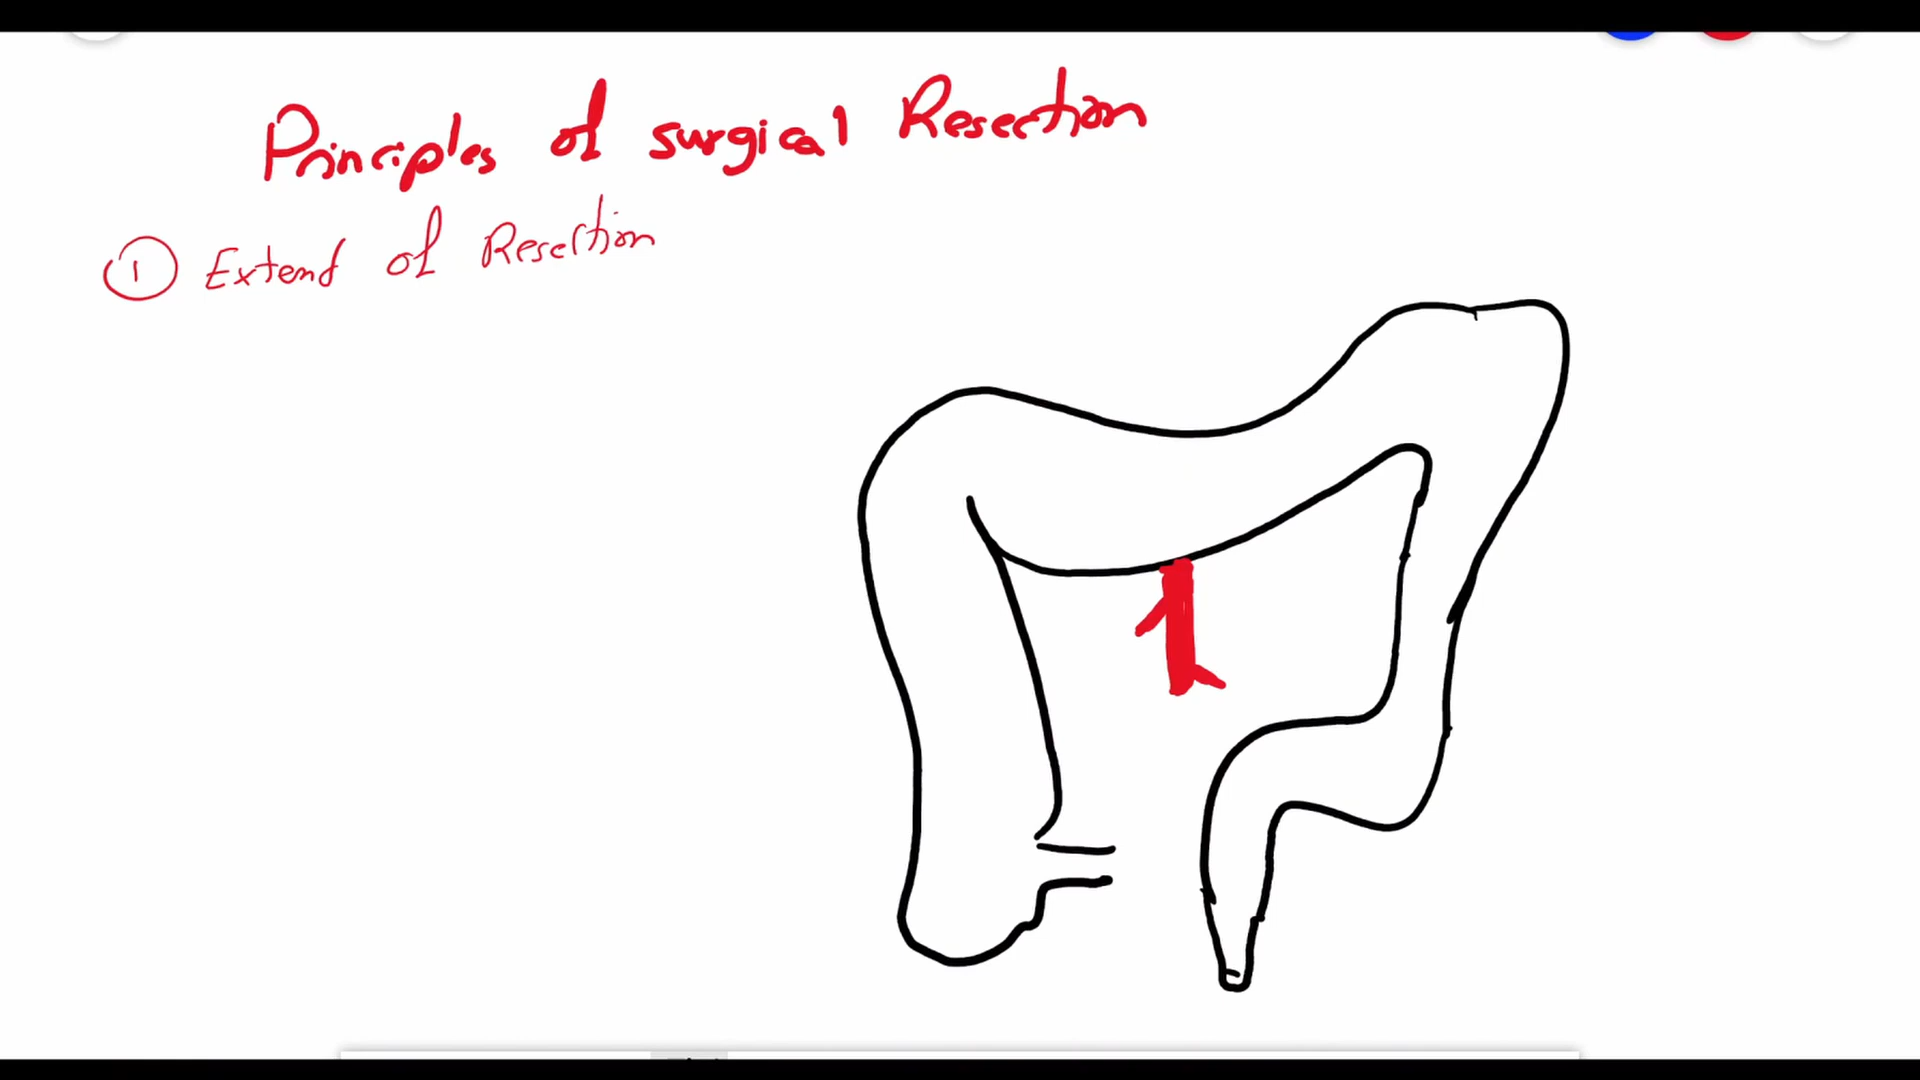 Principles of surgical Resection
① Extend of Resection